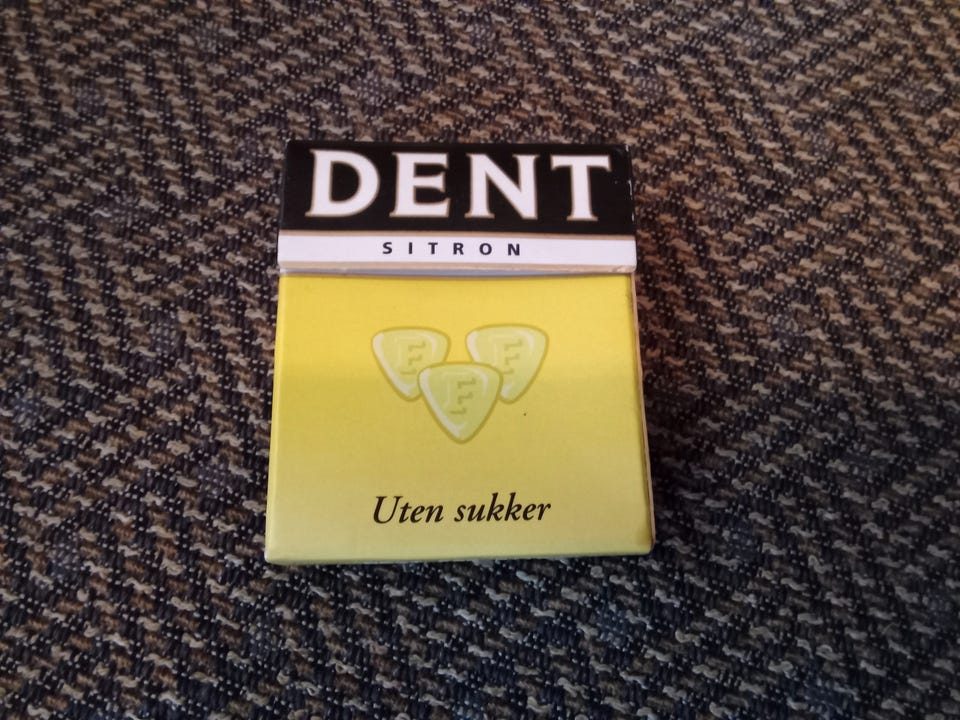 DENT
SITRON
Uten sukker